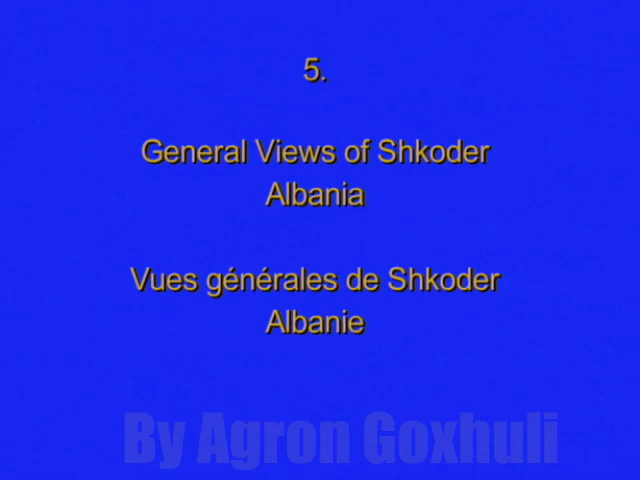 5.
General Views of Shkoder
Albania
Vues générales de Shkoder
Albanie
By Agron Goxhuli